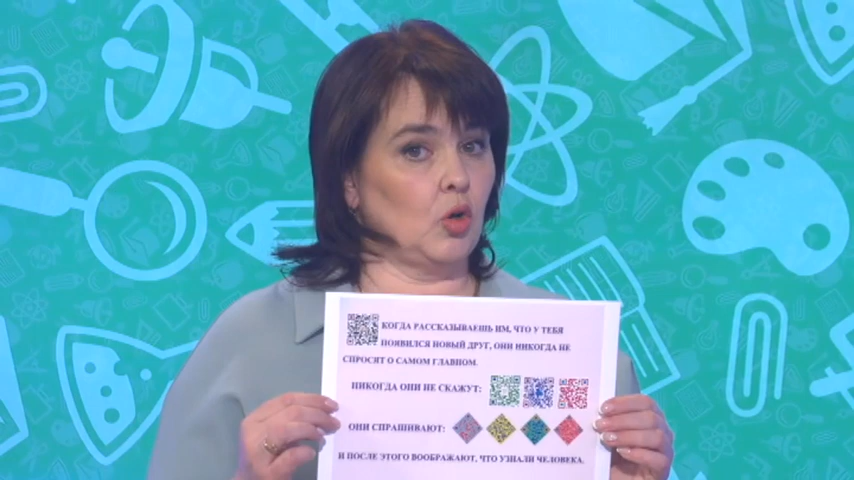 КОГДА РАССКАЗЫВАЕШЬ ИМ, ЧТО У ТЕБЯ
ПОЯВИЛСЯ НОВЫЙ ДРУГ, ОНИ НИКОГДА НЕ
СПРОСЯТ О САМОМ ГЛАВНОМ.
НИКОГДА ОНИ НЕ СКАЖУТ:
ОНИ СПРАШИВАЮТ:
И ПОСЛЕ ЭТОГО ВООБРАЖАЮТ, ЧТО УЗНАЛИ ЧЕЛОВЕКА.